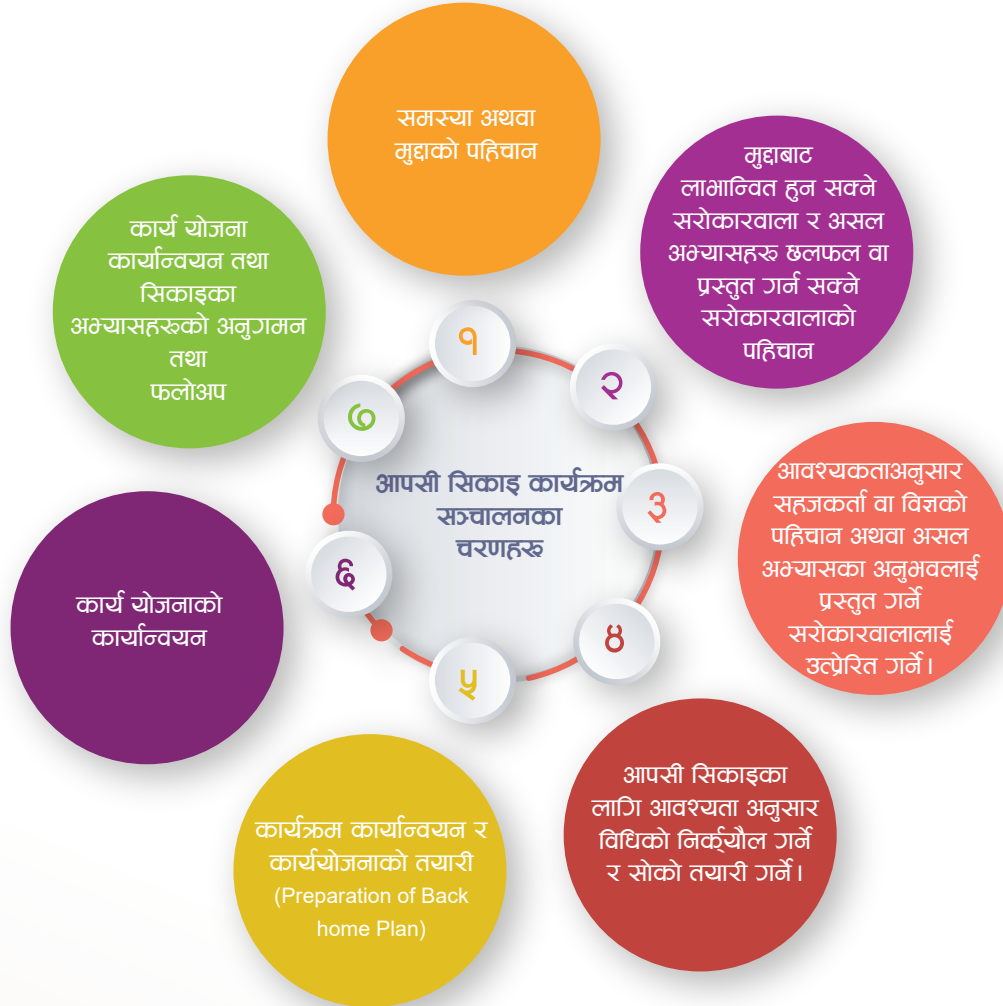 आपसी सिकाइ कार्यक्रम
सञ्चालनका
चरणहरु
१
समस्या अथवा
मुद्दाको पहिचान
२
मुद्दाबाट
लाभान्वित हुन सक्ने
सरोकारवाला र असल
अभ्यासहरु छलफल वा
प्रस्तुत गर्न सक्ने
सरोकारवालाको
पहिचान
३
आवश्यकताअनुसार
सहजकर्ता वा विज्ञको
पहिचान अथवा असल
अभ्यासका अनुभवलाई
प्रस्तुत गर्ने
सरोकारवालालाई
उत्प्रेरित गर्ने।
४
आपसी सिकाइका
लागि आवश्यता अनुसार
विधिको निर्क्यौल गर्ने
र सोको तयारी गर्ने।
५
कार्यक्रम कार्यान्वयन र
कार्ययोजनाको तयारी
(Preparation of Back
home Plan)
६
कार्य योजनाको
कार्यान्वयन
७
कार्य योजना
कार्यान्वयन तथा
सिकाइका
अभ्यासहरुको अनुगमन
तथा
फलोअप